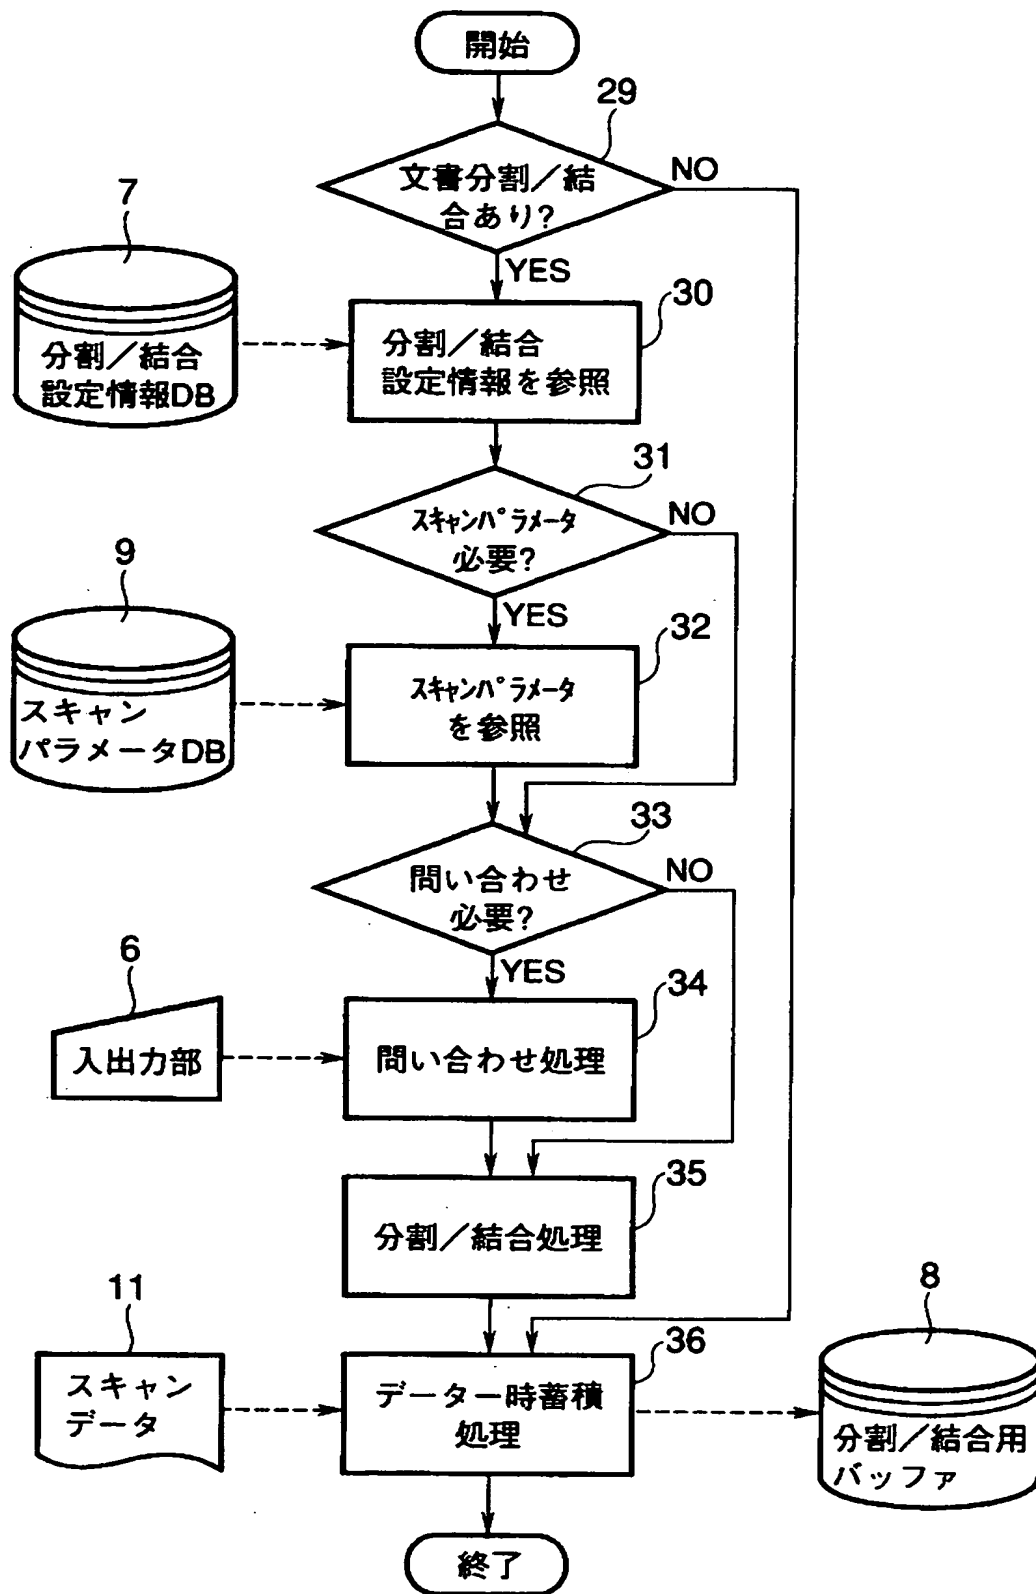 開始
29
文書分割／結
合あり?
NO
YES
7
分割／結合
設定情報DB
30
分割／結合
設定情報を参照
31
スキャンパラメータ
必要?
NO
YES
9
スキャン
パラメータDB
32
スキャンパラメータ
を参照
33
問い合わせ
必要?
NO
YES
6
入出力部
34
問い合わせ処理
35
分割／結合処理
11
スキャン
データ
36
データ一時蓄積
処理
8
分割／結合用
バッファ
終了